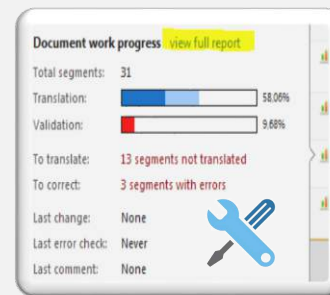 Document work progress view full report
Total segments: 31
Translation: 58.06%
Validation: 9.68%
To translate: 13 segments not translated
To correct: 3 segments with errors
Last change: None
Last error check: Never
Last comment: None